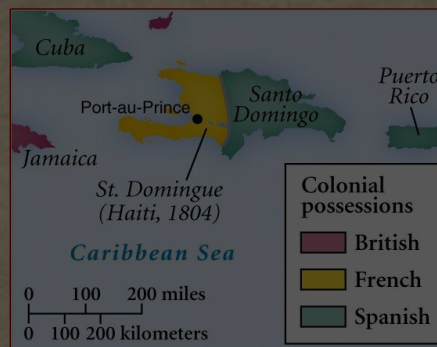 Cuba
Puerto
Rico
Port-au-Prince
Santo
Domingo
Jamaica
St. Domingue
(Haiti, 1804)
Caribbean Sea
0 100 200 miles
0 100 200 kilometers
Colonial
possessions
British
French
Spanish